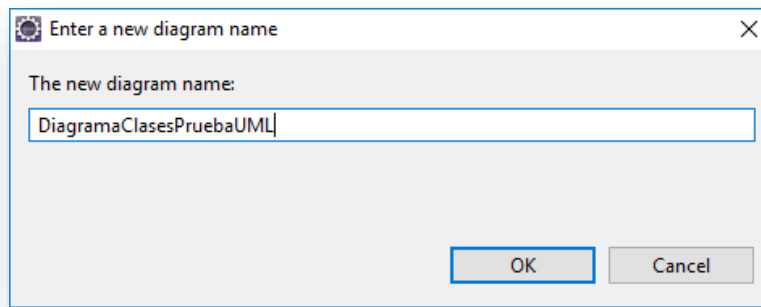 Enter a new diagram name
The new diagram name:
DiagramaClasesPruebaUML
OK Cancel